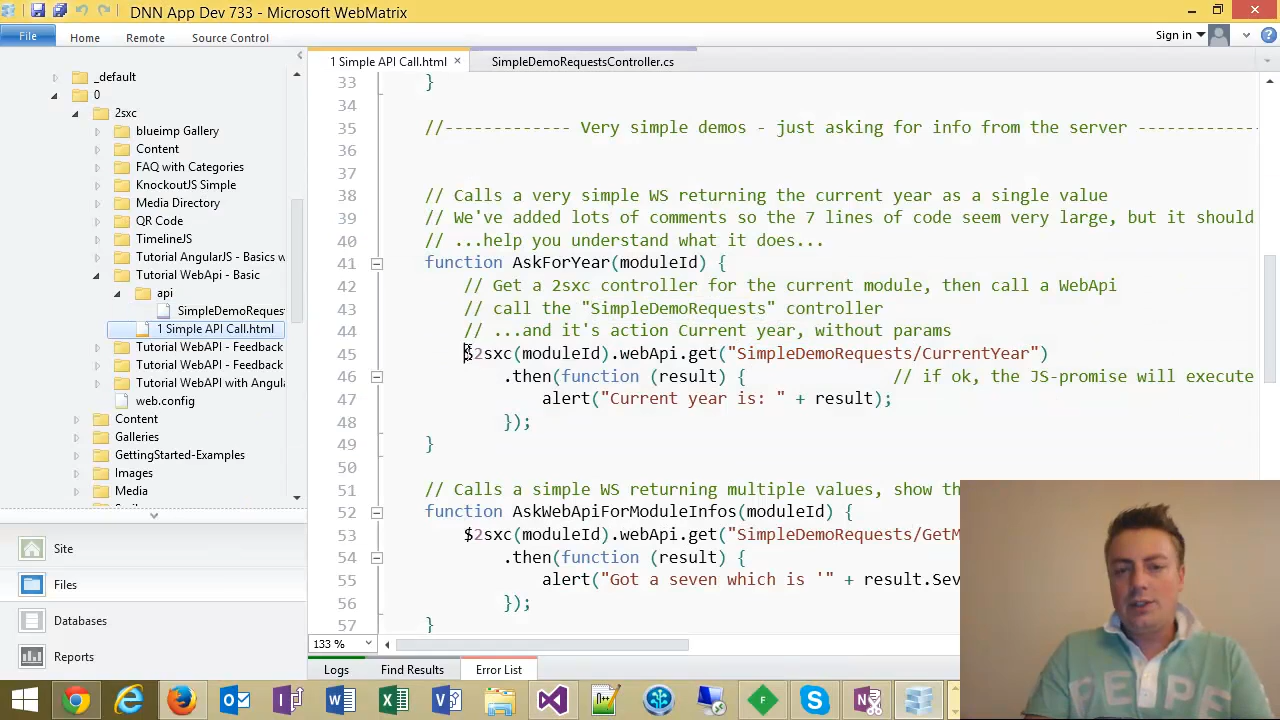 DNN App Dev 733 - Microsoft WebMatrix
File
Home
Remote
Source Control
Sign in
1 Simple API Call.html
SimpleDemoRequestsController.cs
_default
0
2sxc
blueimp Gallery
Content
FAQ with Categories
KnockoutJS Simple
Media Directory
QR Code
TimelineJS
Tutorial AngularJS - Basics w
Tutorial WebApi - Basic
api
SimpleDemoReques
1 Simple API Call.html
Tutorial WebAPI - Feedback
Tutorial WebAPI - Feedback
Tutorial WebAPI with Angula
web.config
Content
Galleries
GettingStarted-Examples
Images
Media
Site
Files
Databases
Reports
33 }
34
35 //------------- Very simple demos - just asking for info from the server -------------
36
37
38 // Calls a very simple WS returning the current year as a single value
39 // We've added lots of comments so the 7 lines of code seem very large, but it should
40 // ...help you understand what it does...
41 function AskForYear(moduleId) {
42 // Get a 2sxc controller for the current module, then call a WebApi
43 // call the "SimpleDemoRequests" controller
44 // ...and it's action Current year, without params
45 $2sxc(moduleId).webApi.get("SimpleDemoRequests/CurrentYear")
46 .then(function (result) { // if ok, the JS-promise will execute
47 alert("Current year is: " + result);
48 });
49 }
50
51 // Calls a simple WS returning multiple values, show th
52 function AskWebApiForModuleInfos(moduleId) {
53 $2sxc(moduleId).webApi.get("SimpleDemoRequests/GetM
54 .then(function (result) {
55 alert("Got a seven which is '" + result.Sev
56 });
57 }
133 %
Logs
Find Results
Error List